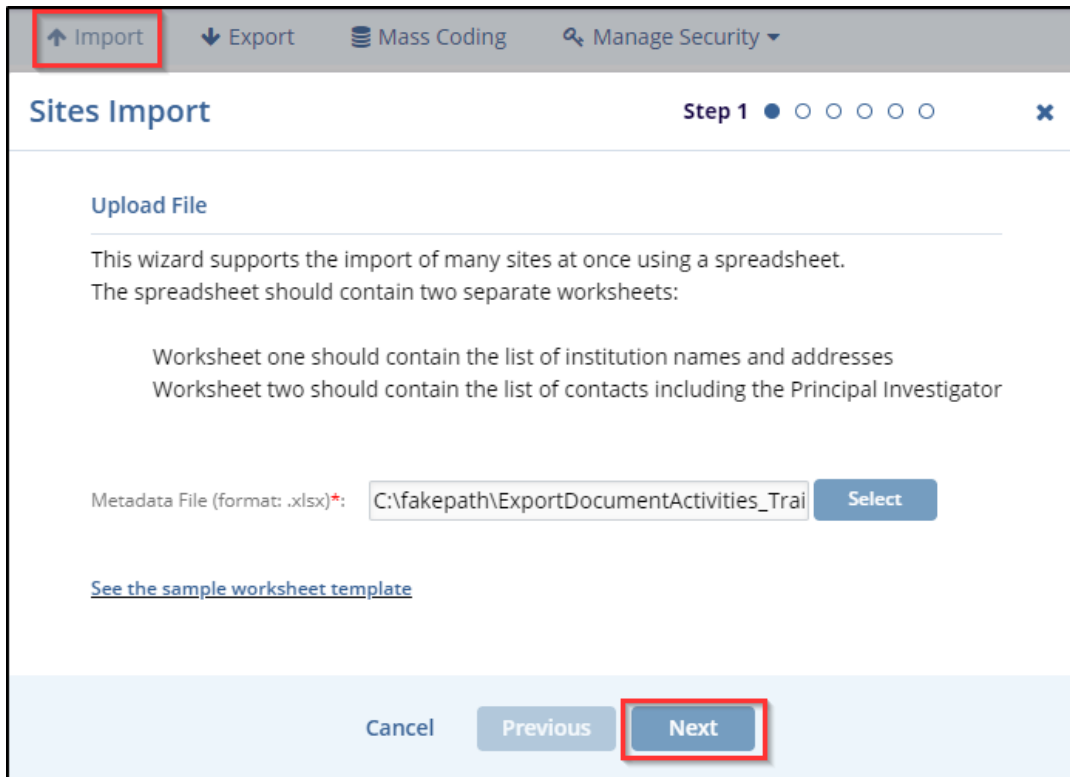 Import Export Mass Coding Manage Security
Sites Import Step 1
Upload File
This wizard supports the import of many sites at once using a spreadsheet.
The spreadsheet should contain two separate worksheets:
Worksheet one should contain the list of institution names and addresses
Worksheet two should contain the list of contacts including the Principal Investigator
Metadata File (format: .xlsx)*: C:\fakepath\ExportDocumentActivities_Trai Select
See the sample worksheet template
Cancel Previous Next